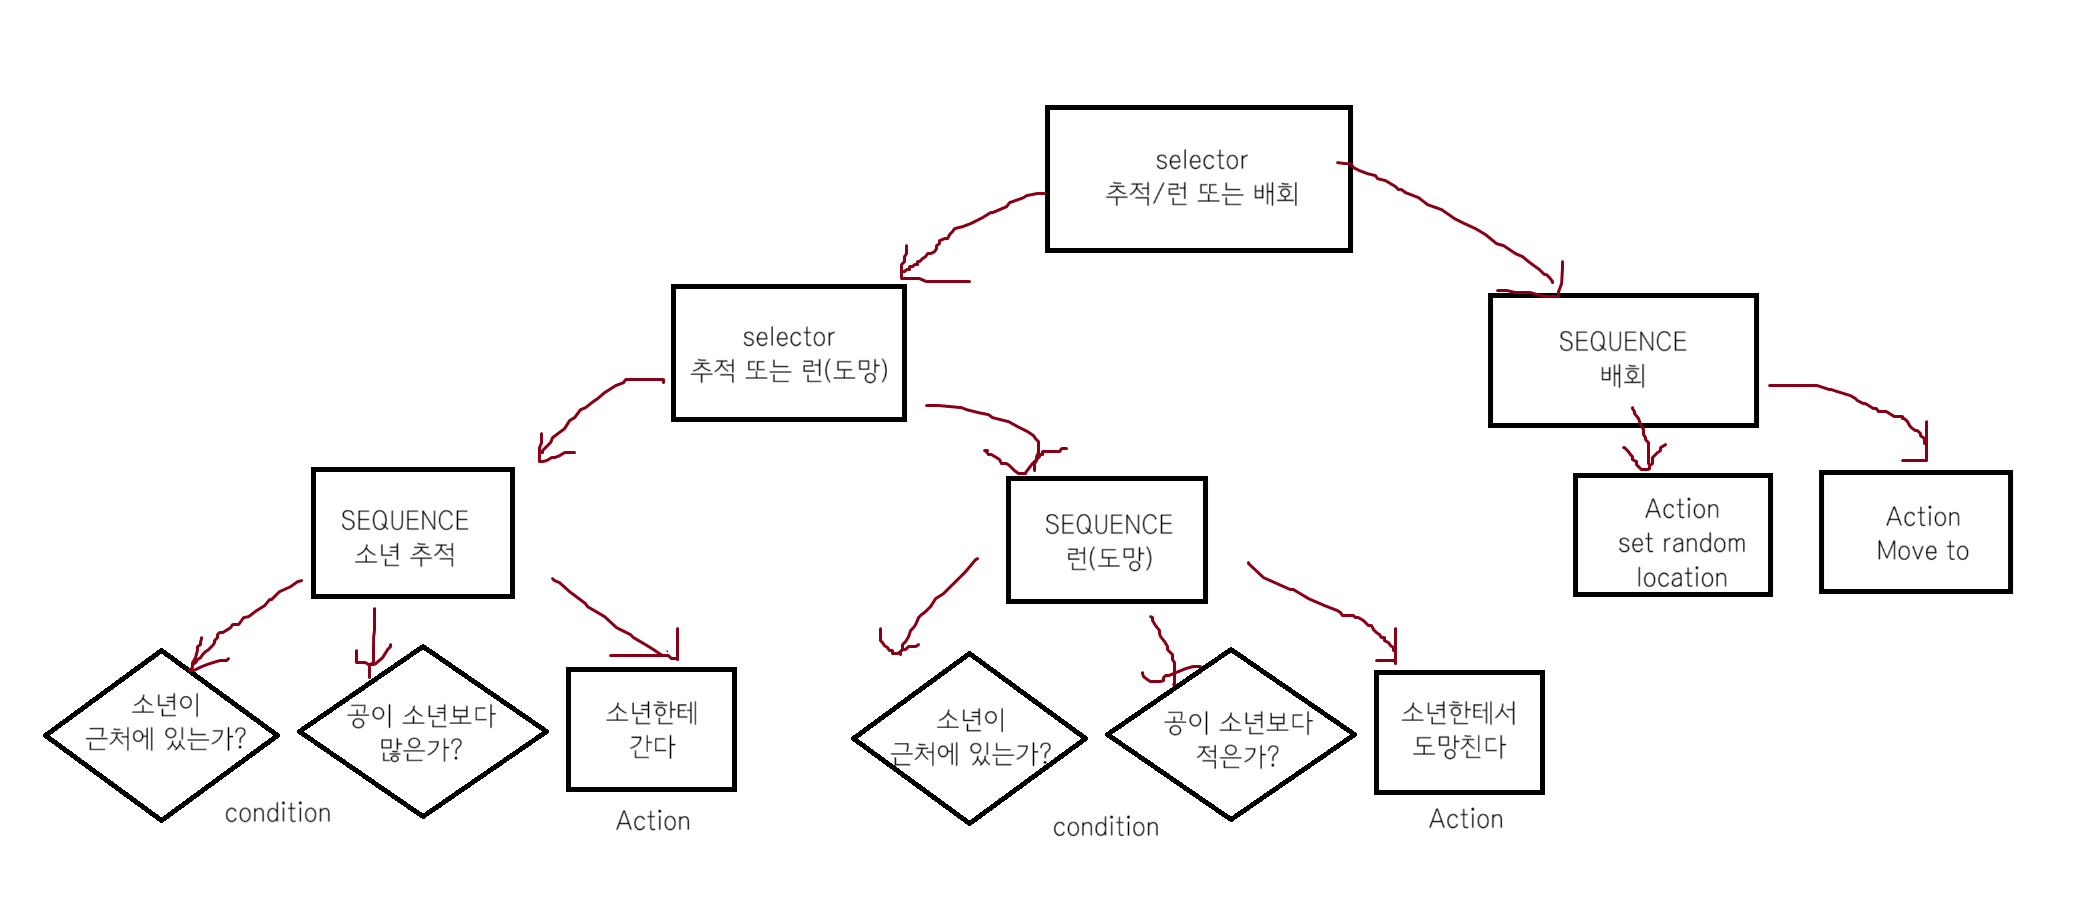 selector
추적/런 또는 배회
selector
추적 또는 런(도망)
SEQUENCE
배회
SEQUENCE
소년 추적
SEQUENCE
런(도망)
Action
set random
location
Action
Move to
소년이
근처에 있는가?
공이 소년보다
많은가?
소년한테
간다
소년이
근처에 있는가?
공이 소년보다
적은가?
소년한테서
도망친다
condition
Action
condition
Action